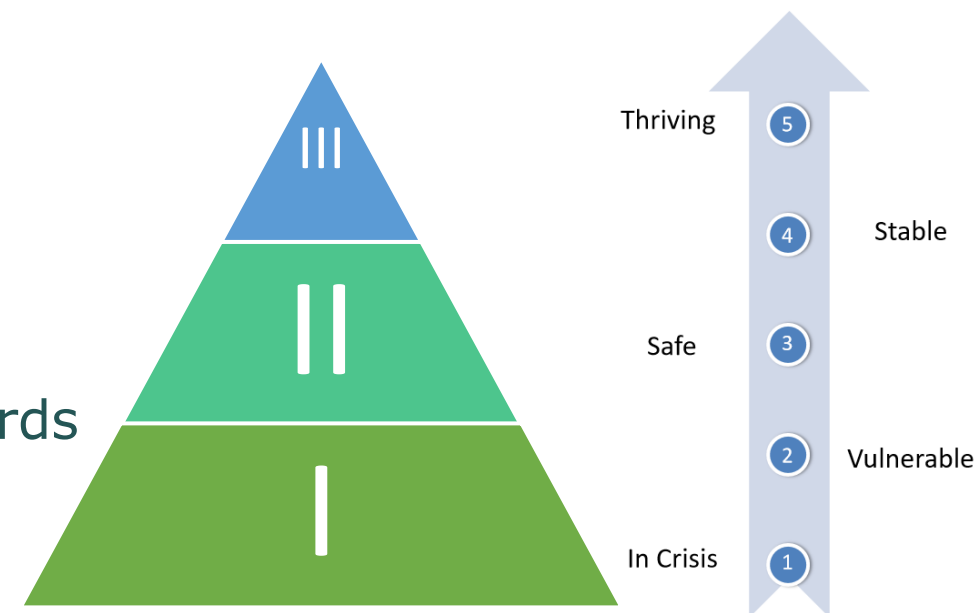 III
II
I
rds
Thriving
5
4
Stable
Safe
3
2
Vulnerable
In Crisis
1